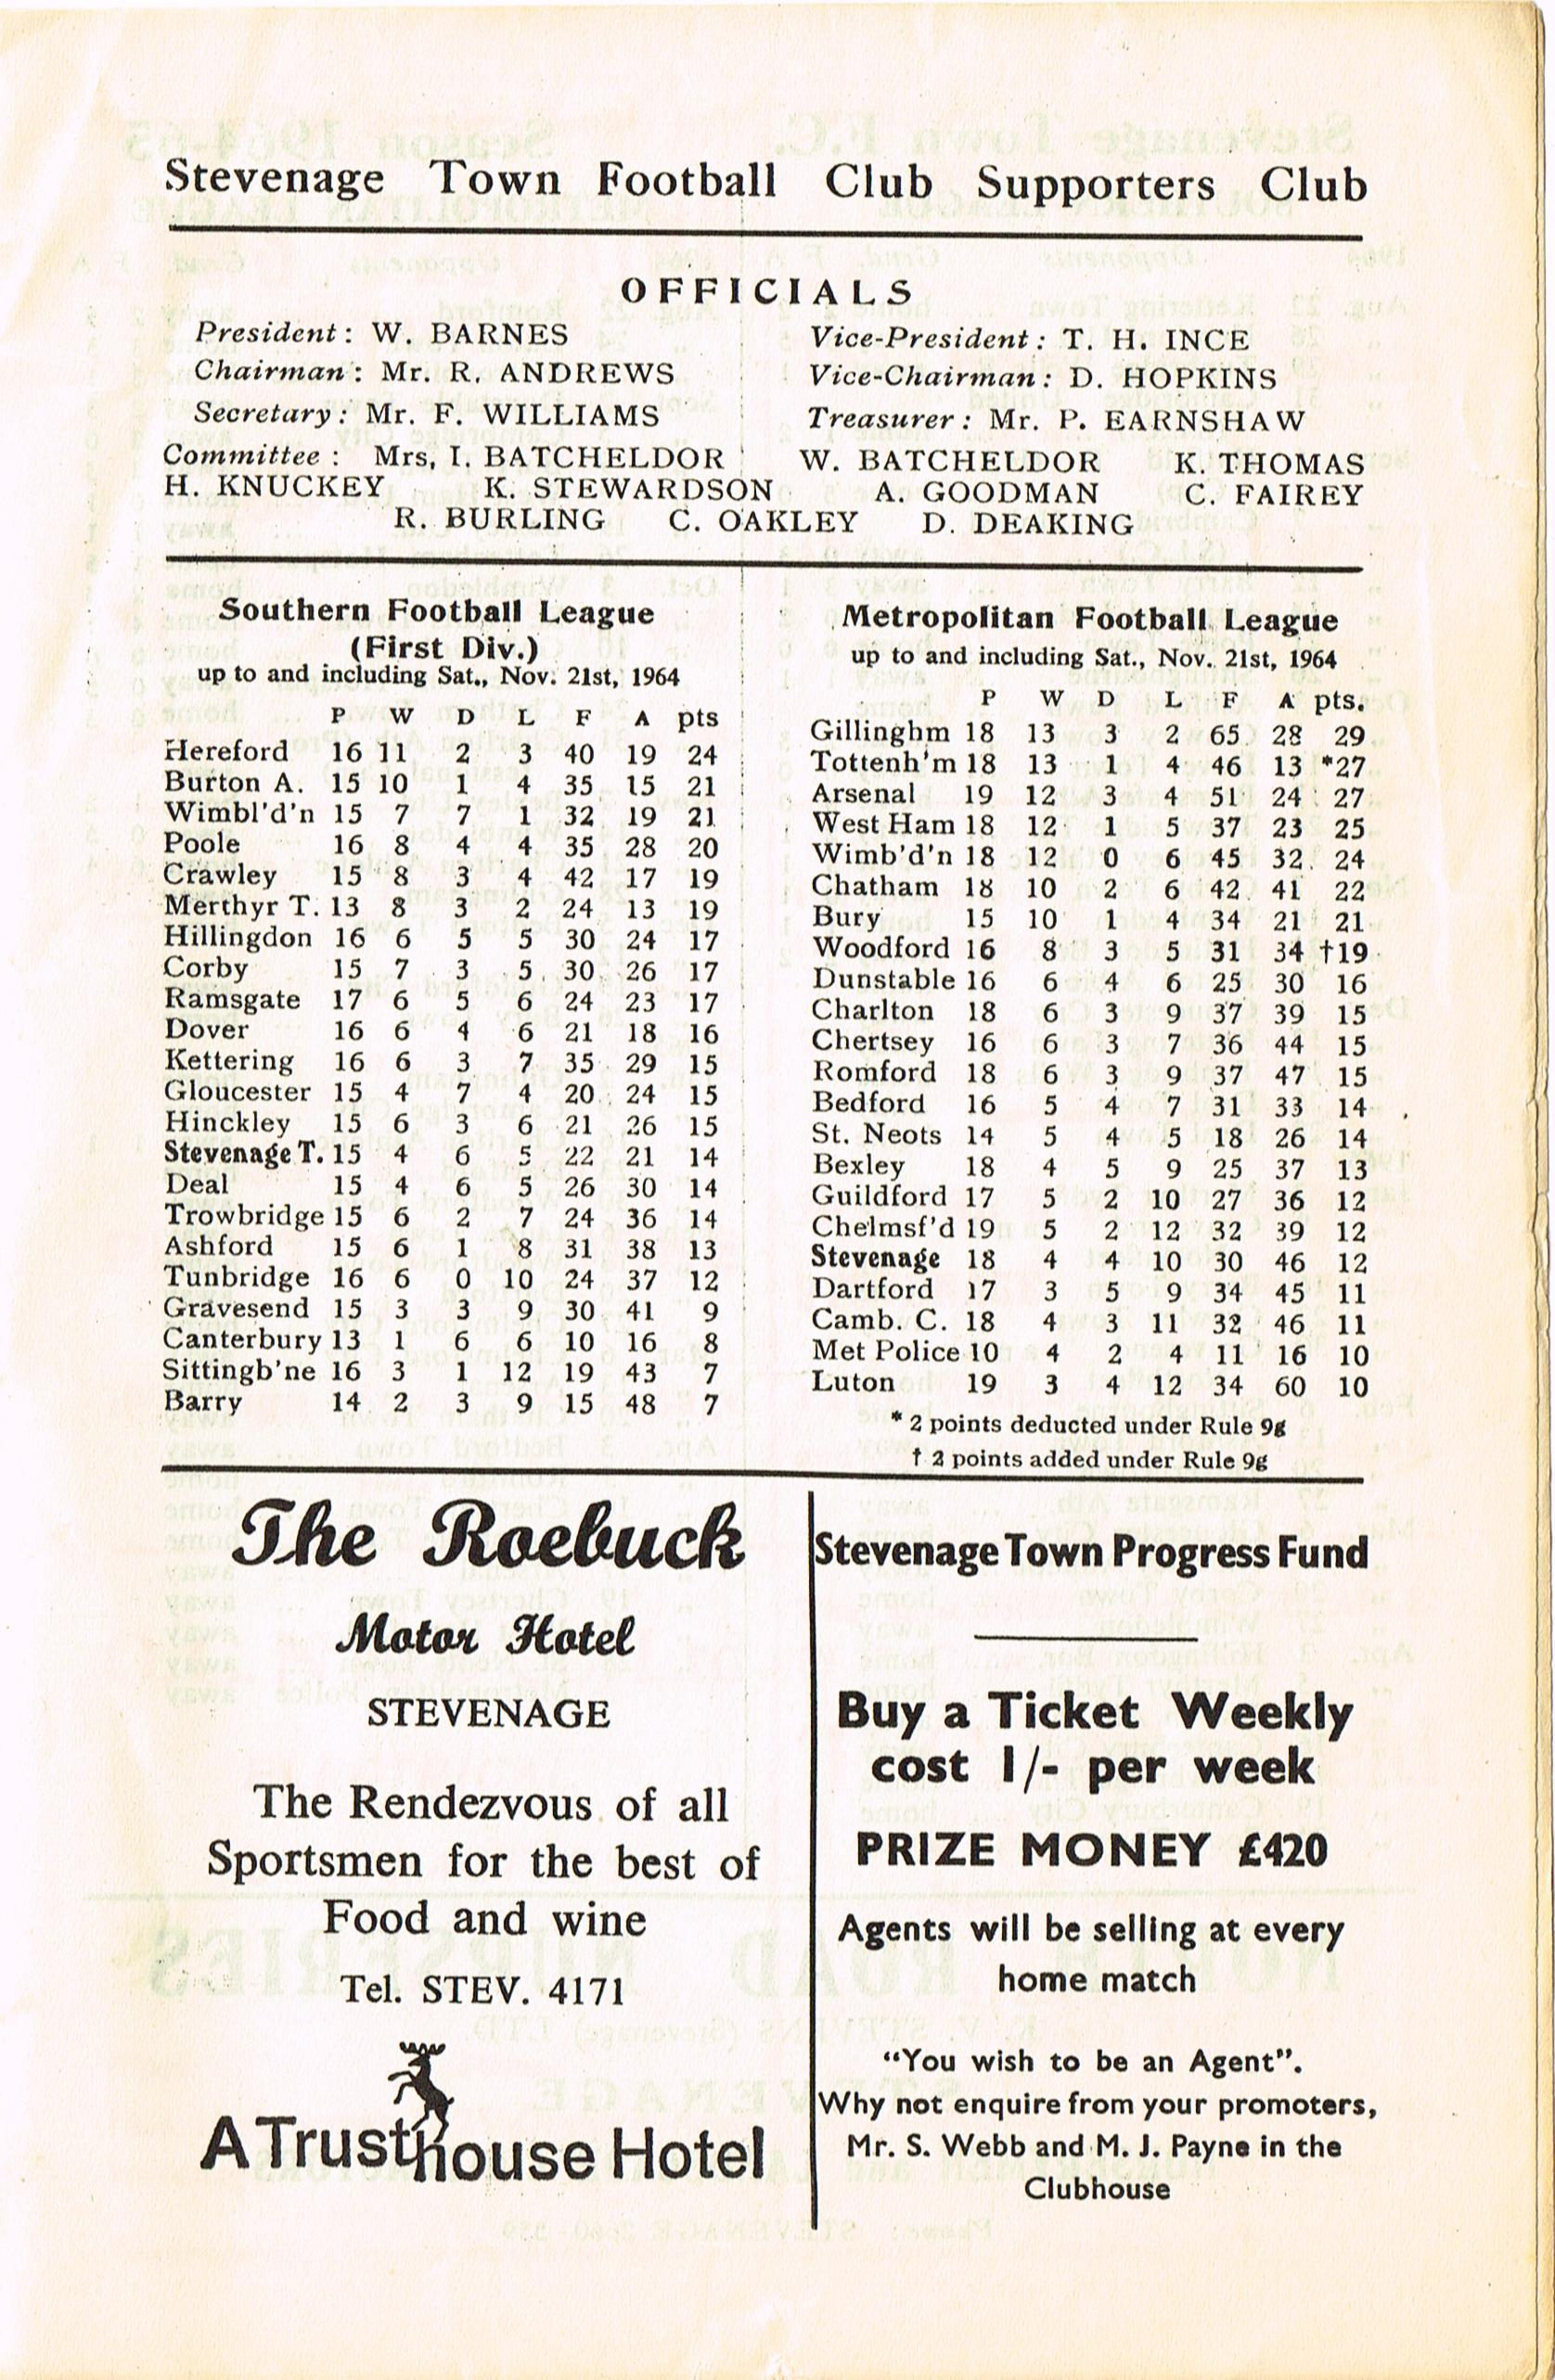 Stevenage Town Football Club Supporters Club
OFFICIALS
President: W. BARNES
Vice-President: T. H. INCE
Chairman: Mr. R. ANDREWS
Vice-Chairman: D. HOPKINS
Secretary: Mr. F. WILLIAMS
Treasurer: Mr. P. EARNSHAW
Committee: Mrs, I. BATCHELDOR W. BATCHELDOR K. THOMAS
H. KNUCKEY K. STEWARDSON A. GOODMAN C. FAIREY
R. BURLING C. OAKLEY D. DEAKING
Southern Football League
(First Div.)
up to and including Sat., Nov. 21st, 1964
P W D L F A pts
Hereford 16 11 2 3 40 19 24
Burton A. 15 10 1 4 35 15 21
Wimbl'd'n 15 7 7 1 32 19 21
Poole 16 8 4 4 35 28 20
Crawley 15 8 3 4 42 17 19
Merthyr T. 13 8 3 2 24 13 19
Hillingdon 16 6 5 5 30 24 17
Corby 15 7 3 5 30 26 17
Ramsgate 17 6 5 6 24 23 17
Dover 16 6 4 6 21 18 16
Kettering 16 6 3 7 35 29 15
Gloucester 15 4 7 4 20 24 15
Hinckley 15 6 3 6 21 26 15
Stevenage T. 15 4 6 5 22 21 14
Deal 15 4 6 5 26 30 14
Trowbridge 15 6 2 7 24 36 14
Ashford 15 6 1 8 31 38 13
Tunbridge 16 6 0 10 24 37 12
Gravesend 15 3 3 9 30 41 9
Canterbury 13 1 6 6 10 16 8
Sittingb'ne 16 3 1 12 19 43 7
Barry 14 2 3 9 15 48 7
Metropolitan Football League
up to and including Sat., Nov. 21st, 1964
P W D L F A pts.
Gillinghm 18 13 3 2 65 28 29
Tottenh'm 18 13 1 4 46 13 *27
Arsenal 19 12 3 4 51 24 27
West Ham 18 12 1 5 37 23 25
Wimb'd'n 18 12 0 6 45 32 24
Chatham 18 10 2 6 42 41 22
Bury 15 10 1 4 34 21 21
Woodford 16 8 3 5 31 34 †19
Dunstable 16 6 4 6 25 30 16
Charlton 18 6 3 9 37 39 15
Chertsey 16 6 3 7 36 44 15
Romford 18 6 3 9 37 47 15
Bedford 16 5 4 7 31 33 14
St. Neots 14 5 4 5 18 26 14
Bexley 18 4 5 9 25 37 13
Guildford 17 5 2 10 27 36 12
Chelmsf'd 19 5 2 12 32 39 12
Stevenage 18 4 4 10 30 46 12
Dartford 17 3 5 9 34 45 11
Camb. C. 18 4 3 11 32 46 11
Met Police 10 4 2 4 11 16 10
Luton 19 3 4 12 34 60 10
* 2 points deducted under Rule 9g
† 2 points added under Rule 9g
The Roebuck
Motor Hotel
STEVENAGE
The Rendezvous of all
Sportsmen for the best of
Food and wine
Tel. STEV. 4171
A Trusthouse Hotel
Stevenage Town Progress Fund
Buy a Ticket Weekly
cost 1/- per week
PRIZE MONEY £420
Agents will be selling at every
home match
"You wish to be an Agent".
Why not enquire from your promoters,
Mr. S. Webb and M. J. Payne in the
Clubhouse